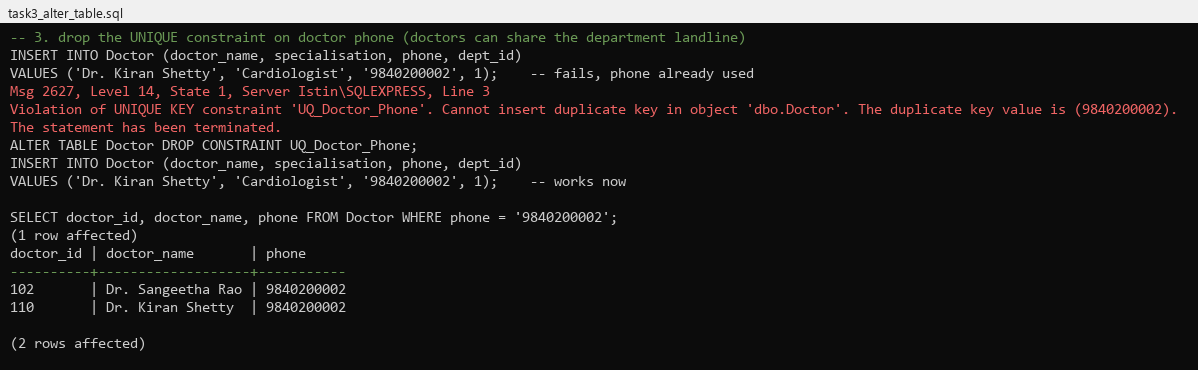 task3_alter_table.sql
-- 3. drop the UNIQUE constraint on doctor phone (doctors can share the department landline)
INSERT INTO Doctor (doctor_name, specialisation, phone, dept_id)
VALUES ('Dr. Kiran Shetty', 'Cardiologist', '9840200002', 1);    -- fails, phone already used
Msg 2627, Level 14, State 1, Server Istin\SQLEXPRESS, Line 3
Violation of UNIQUE KEY constraint 'UQ_Doctor_Phone'. Cannot insert duplicate key in object 'dbo.Doctor'. The duplicate key value is (9840200002).
The statement has been terminated.
ALTER TABLE Doctor DROP CONSTRAINT UQ_Doctor_Phone;
INSERT INTO Doctor (doctor_name, specialisation, phone, dept_id)
VALUES ('Dr. Kiran Shetty', 'Cardiologist', '9840200002', 1);    -- works now

SELECT doctor_id, doctor_name, phone FROM Doctor WHERE phone = '9840200002';
(1 row affected)
doctor_id | doctor_name       | phone
----------+-------------------+-----------
102       | Dr. Sangeetha Rao | 9840200002
110       | Dr. Kiran Shetty  | 9840200002

(2 rows affected)